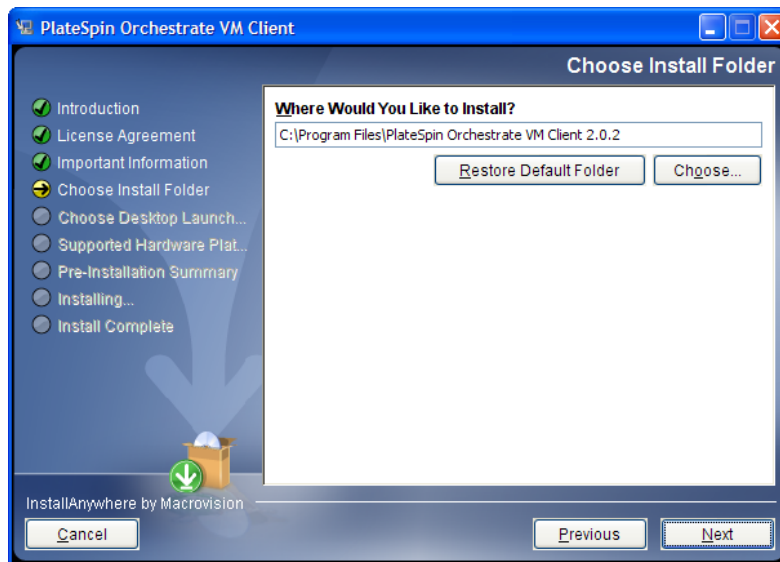 PlateSpin Orchestrate VM Client
Choose Install Folder
Introduction
License Agreement
Important Information
Choose Install Folder
Choose Desktop Launch...
Supported Hardware Plat...
Pre-Installation Summary
Installing...
Install Complete
Where Would You Like to Install?
C:\Program Files\PlateSpin Orchestrate VM Client 2.0.2
Restore Default Folder
Choose...
InstallAnywhere by Macrovision
Cancel
Previous
Next